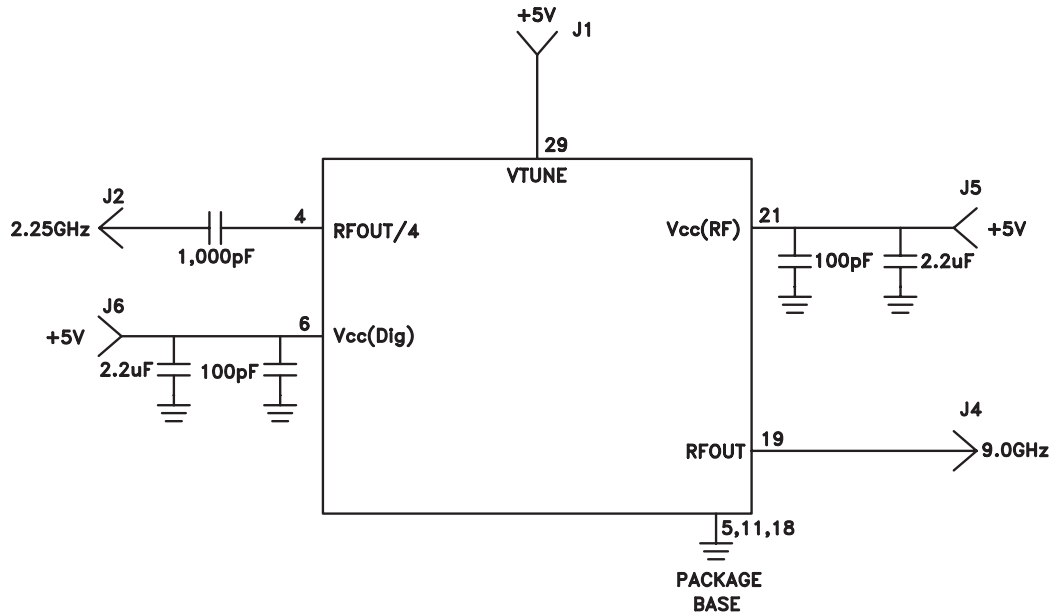 +5V
J1
29
VTUNE
J2
2.25GHz
1,000pF
4
RFOUT/4
J6
+5V
2.2uF
100pF
6
Vcc(Dig)
Vcc(RF)
21
J5
+5V
100pF
2.2uF
J4
RFOUT
19
9.0GHz
5,11,18
PACKAGE
BASE